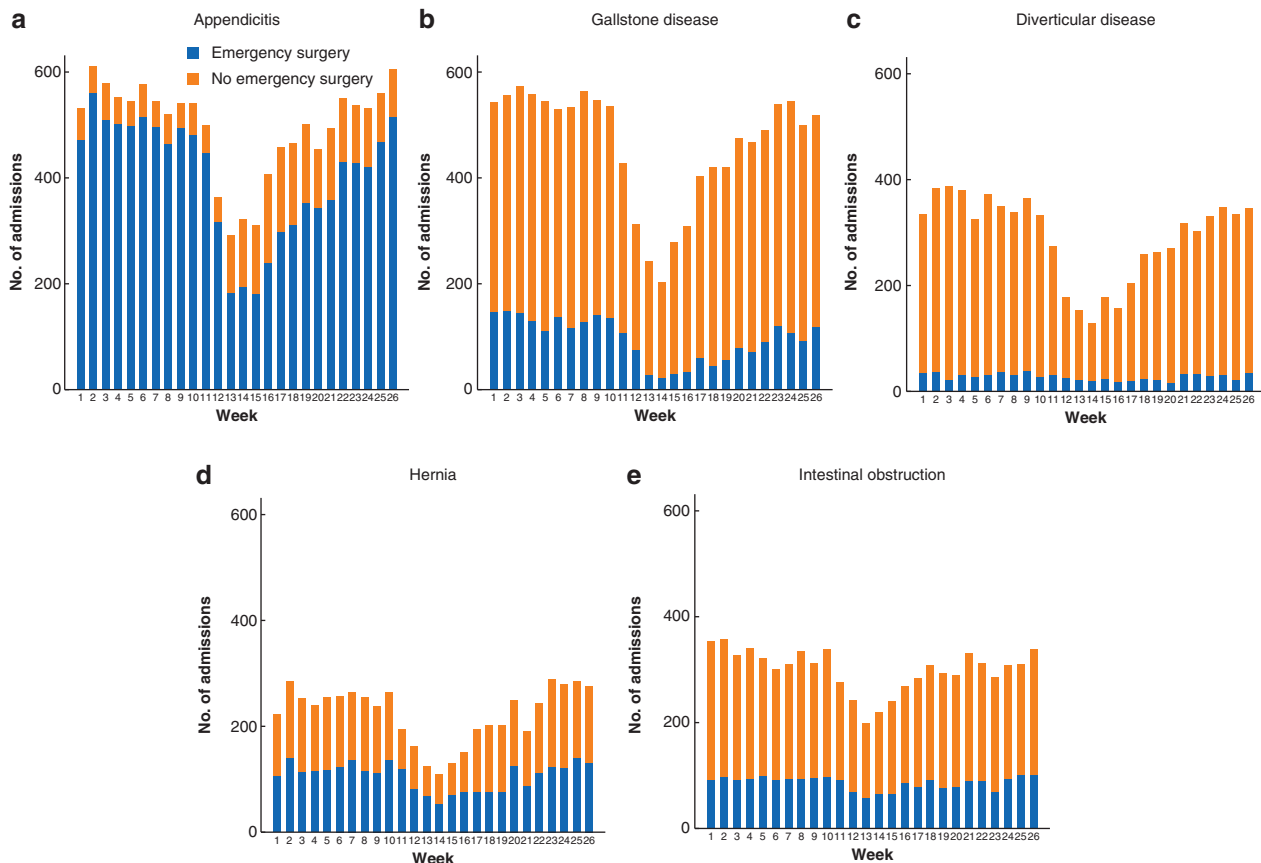 a
Appendicitis
Emergency surgery
No emergency surgery
600
400
200
0
No. of admissions
1 2 3 4 5 6 7 8 9 10 11 12 13 14 15 16 17 18 19 20 21 22 23 24 25 26
Week
b
Gallstone disease
600
400
200
0
No. of admissions
1 2 3 4 5 6 7 8 9 10 11 12 13 14 15 16 17 18 19 20 21 22 23 24 25 26
Week
c
Diverticular disease
600
400
200
0
No. of admissions
1 2 3 4 5 6 7 8 9 10 11 12 13 14 15 16 17 18 19 20 21 22 23 24 25 26
Week
d
Hernia
600
400
200
0
No. of admissions
1 2 3 4 5 6 7 8 9 10 11 12 13 14 15 16 17 18 19 20 21 22 23 24 25 26
Week
e
Intestinal obstruction
600
400
200
0
No. of admissions
1 2 3 4 5 6 7 8 9 10 11 12 13 14 15 16 17 18 19 20 21 22 23 24 25 26
Week